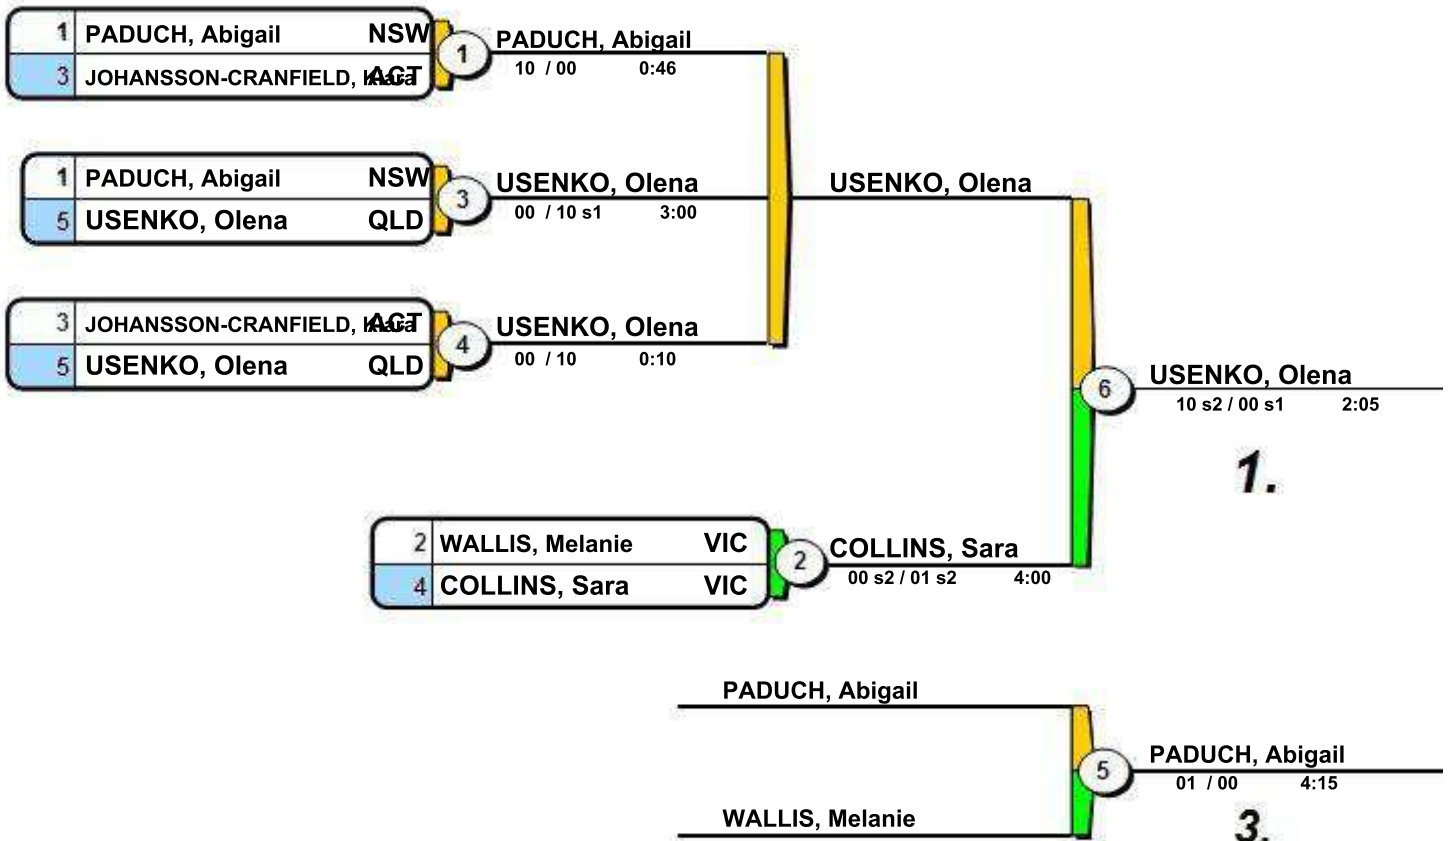 1 PADUCH, Abigail NSW
3 JOHANSSON-CRANFIELD, Kiara ACT
1 PADUCH, Abigail
10 / 00 0:46
1 PADUCH, Abigail NSW
5 USENKO, Olena QLD
3 USENKO, Olena
00 / 10 s1 3:00
USENKO, Olena
3 JOHANSSON-CRANFIELD, Kiara ACT
5 USENKO, Olena QLD
4 USENKO, Olena
00 / 10 0:10
6 USENKO, Olena
10 s2 / 00 s1 2:05
1.
2 WALLIS, Melanie VIC
4 COLLINS, Sara VIC
2 COLLINS, Sara
00 s2 / 01 s2 4:00
PADUCH, Abigail
5 PADUCH, Abigail
01 / 00 4:15
WALLIS, Melanie
3.